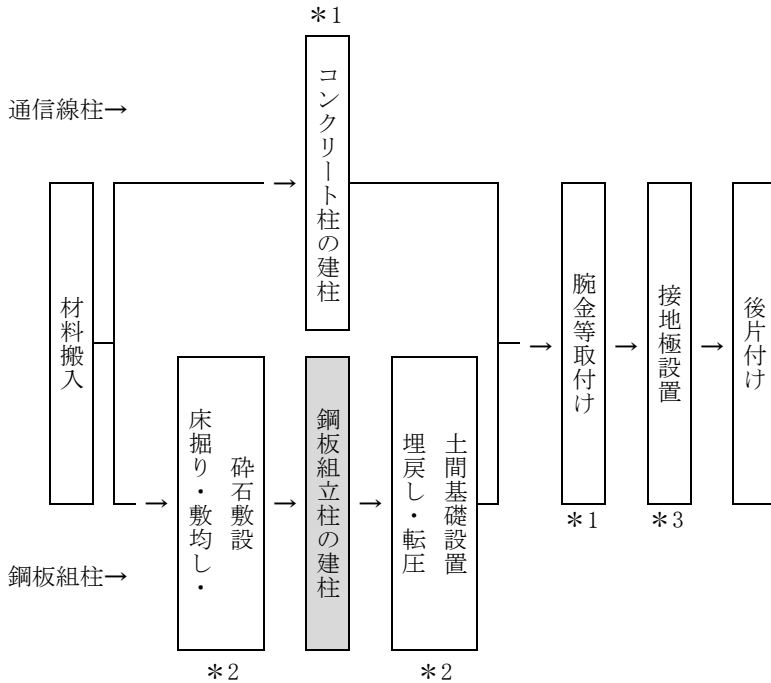 ＊1
通信線柱→
コンクリート柱の建柱
→
材料搬入
→
床掘り・敷均し・
砕石敷設
→
鋼板組立柱の建柱
→
埋戻し・転圧
土間基礎設置
→
腕金等取付け
→
接地極設置
→
後片付け
＊1
＊3
鋼板組柱→
＊2
＊2